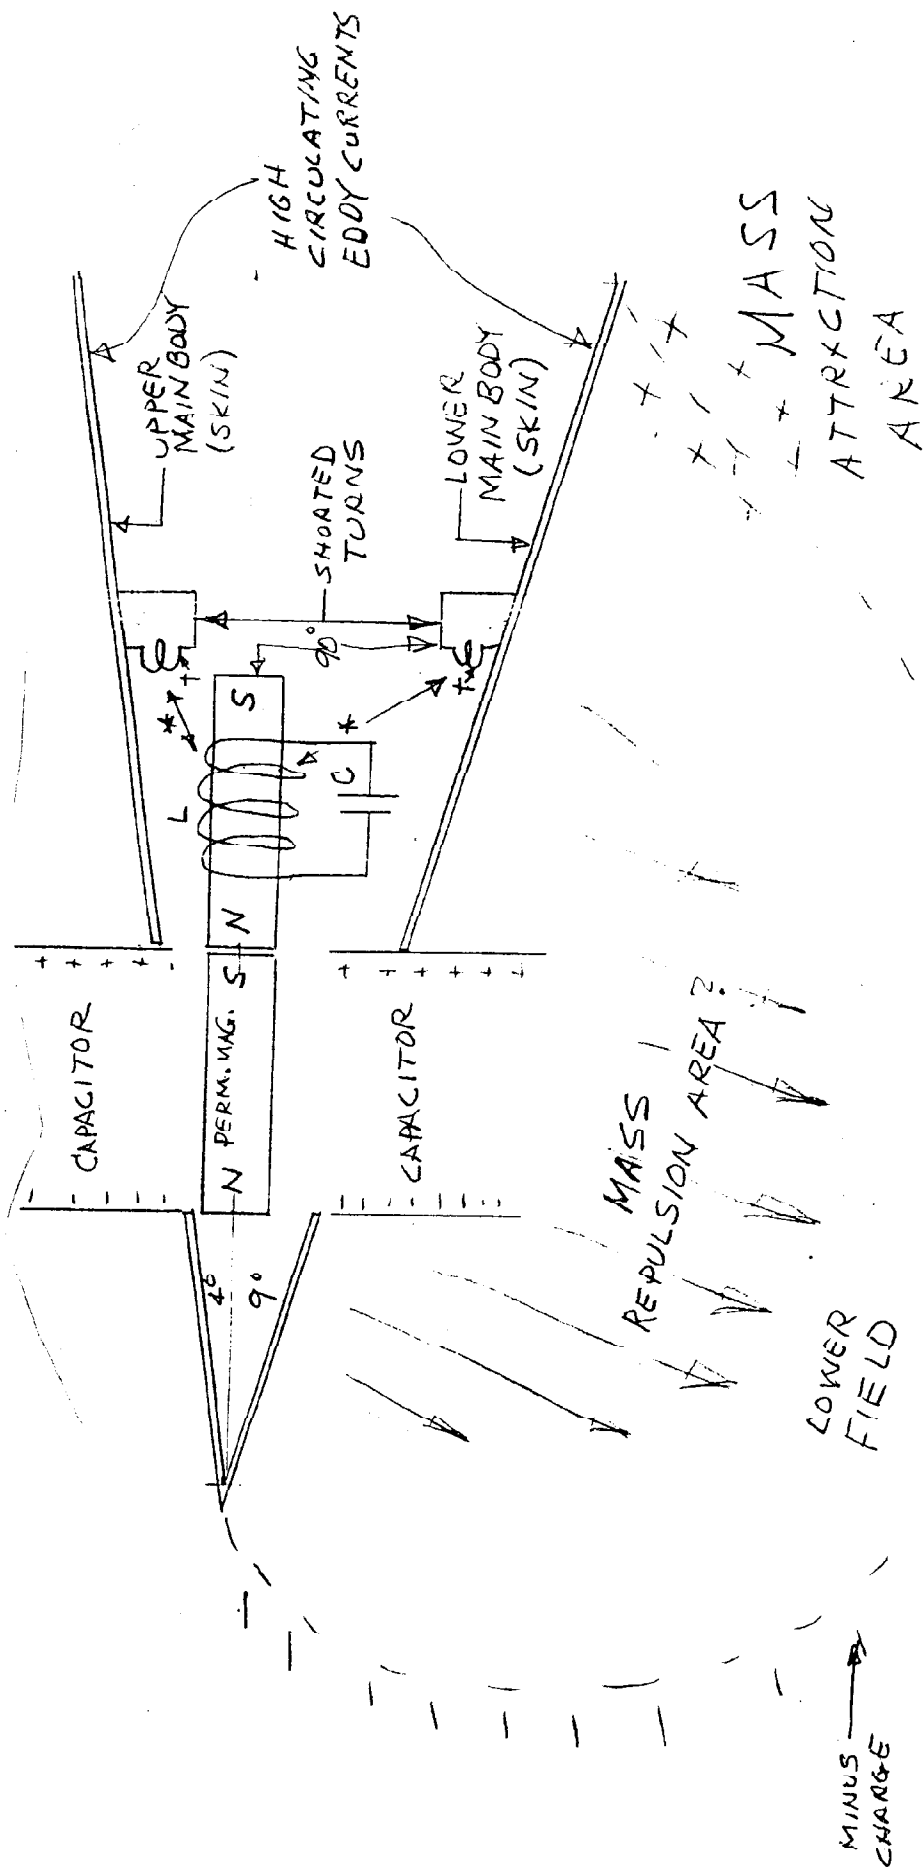 HIGH
CIRCULATING
EDDY CURRENTS
UPPER
MAIN BODY
(SKIN)
SHORTED
TURNS
90°
LOWER
MAIN BODY
(SKIN)
MASS
ATTRACTION
AREA
CAPACITOR
+ + + +
- - - - -
L
*
+
N
S
C
*
+
N PERM. MAG. S
CAPACITOR
+ + + + + +
- - - - - - -
4°
9°
MASS
REPULSION AREA?
LOWER
FIELD
MINUS
CHARGE